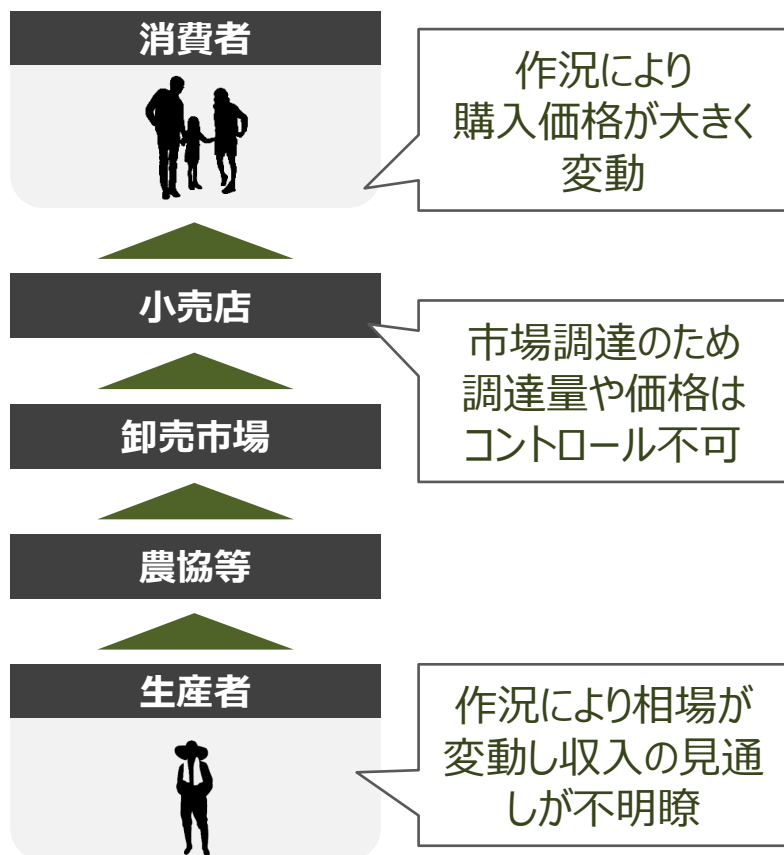 消費者
作況により
購入価格が大きく
変動
小売店
市場調達のため
調達量や価格は
コントロール不可
卸売市場
農協等
生産者
作況により相場が
変動し収入の見通
しが不明瞭